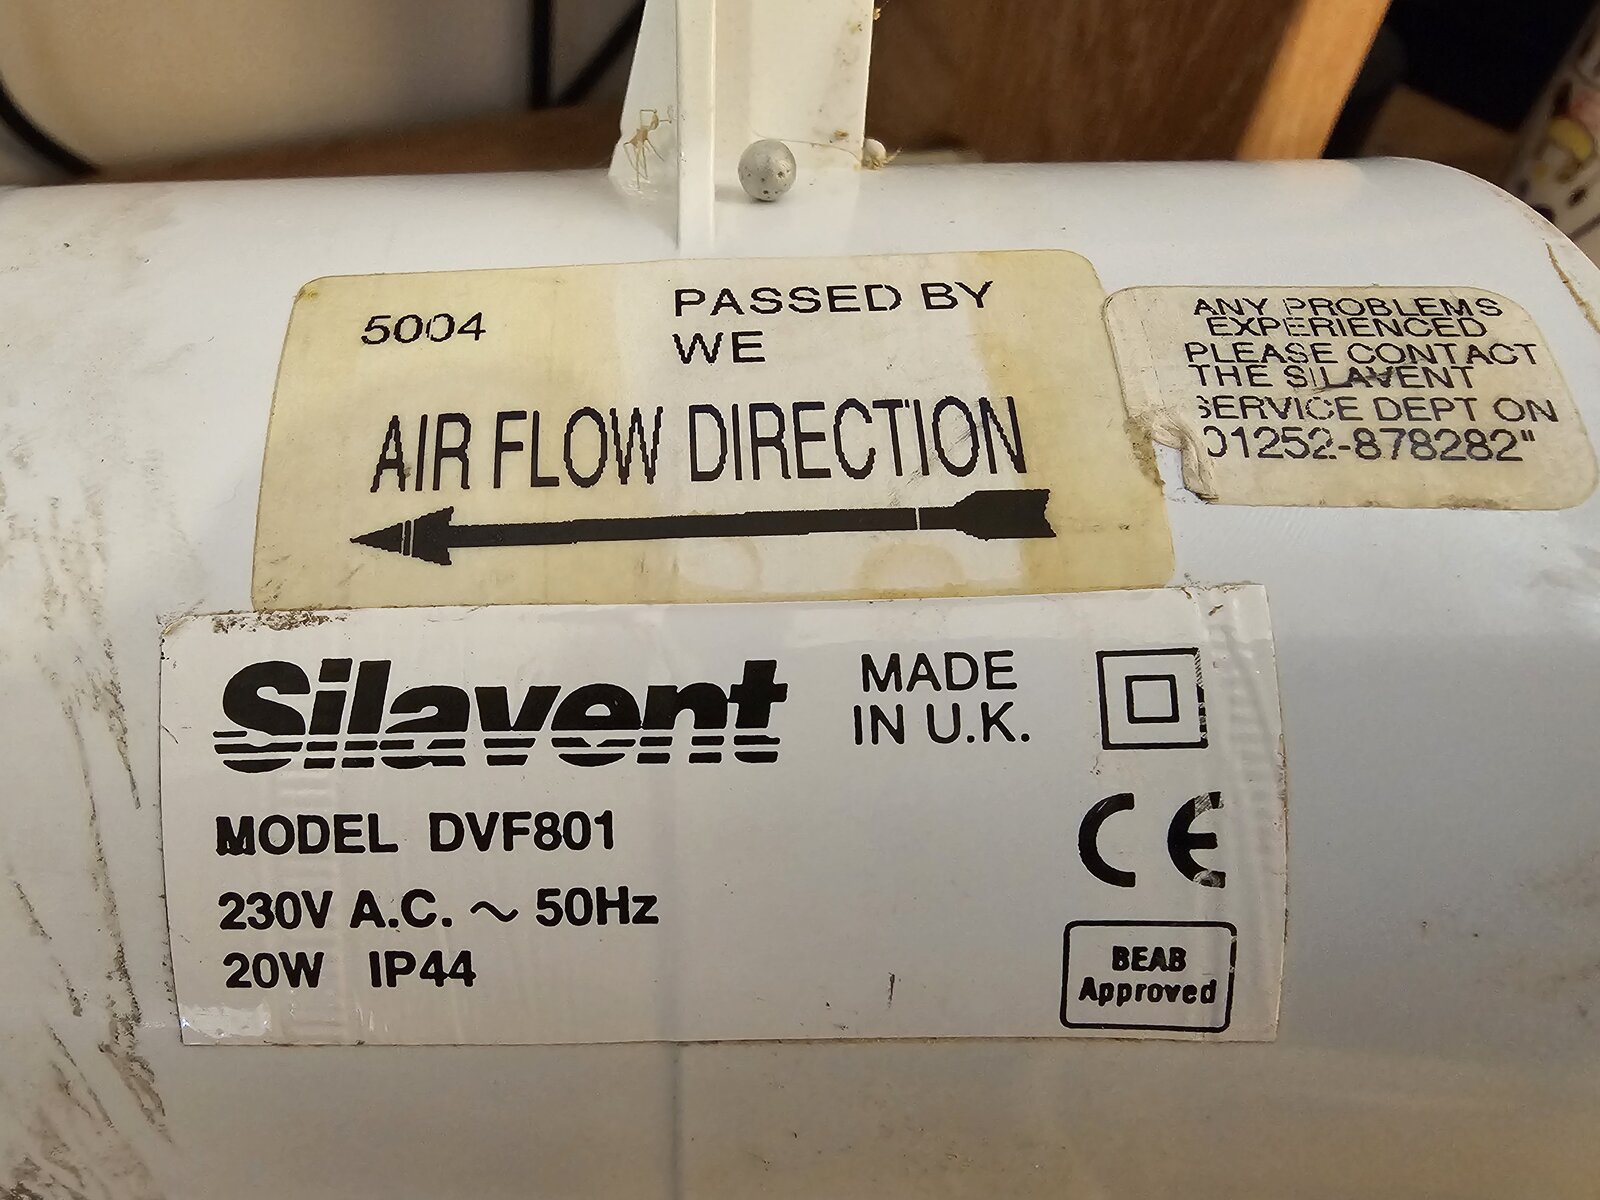 5004
PASSED BY
WE
AIR FLOW DIRECTION
ANY PROBLEMS
EXPERIENCED
PLEASE CONTACT
THE SILAVENT
SERVICE DEPT ON
01252-878282"
Silavent
MADE
IN U.K.
MODEL DVF801
230V A.C. ~ 50Hz
20W IP44
CE
BEAB
Approved